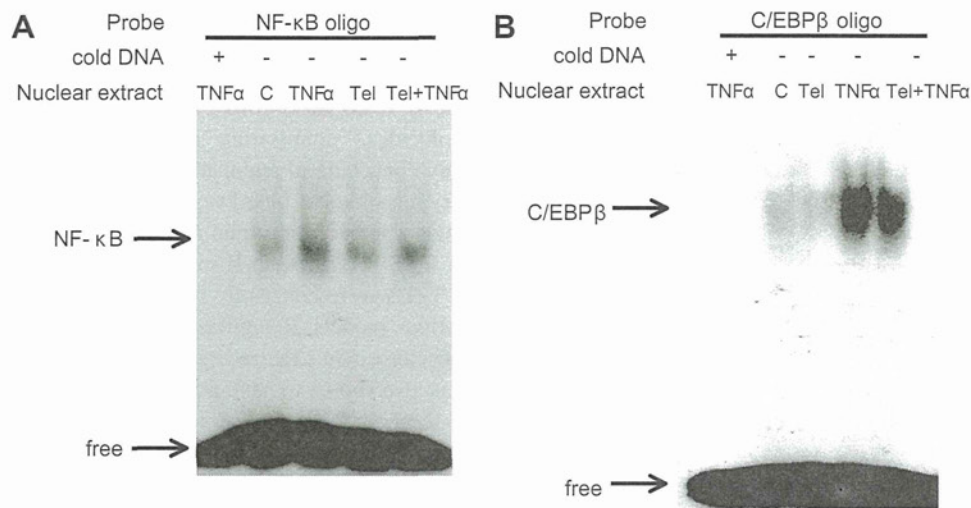 A
Probe NF-κB oligo
cold DNA + - - - -
Nuclear extract TNFα C TNFα Tel Tel+TNFα
NF-κB
free
B
Probe C/EBPβ oligo
cold DNA + - - - -
Nuclear extract TNFα C Tel TNFα Tel+TNFα
C/EBPβ
free